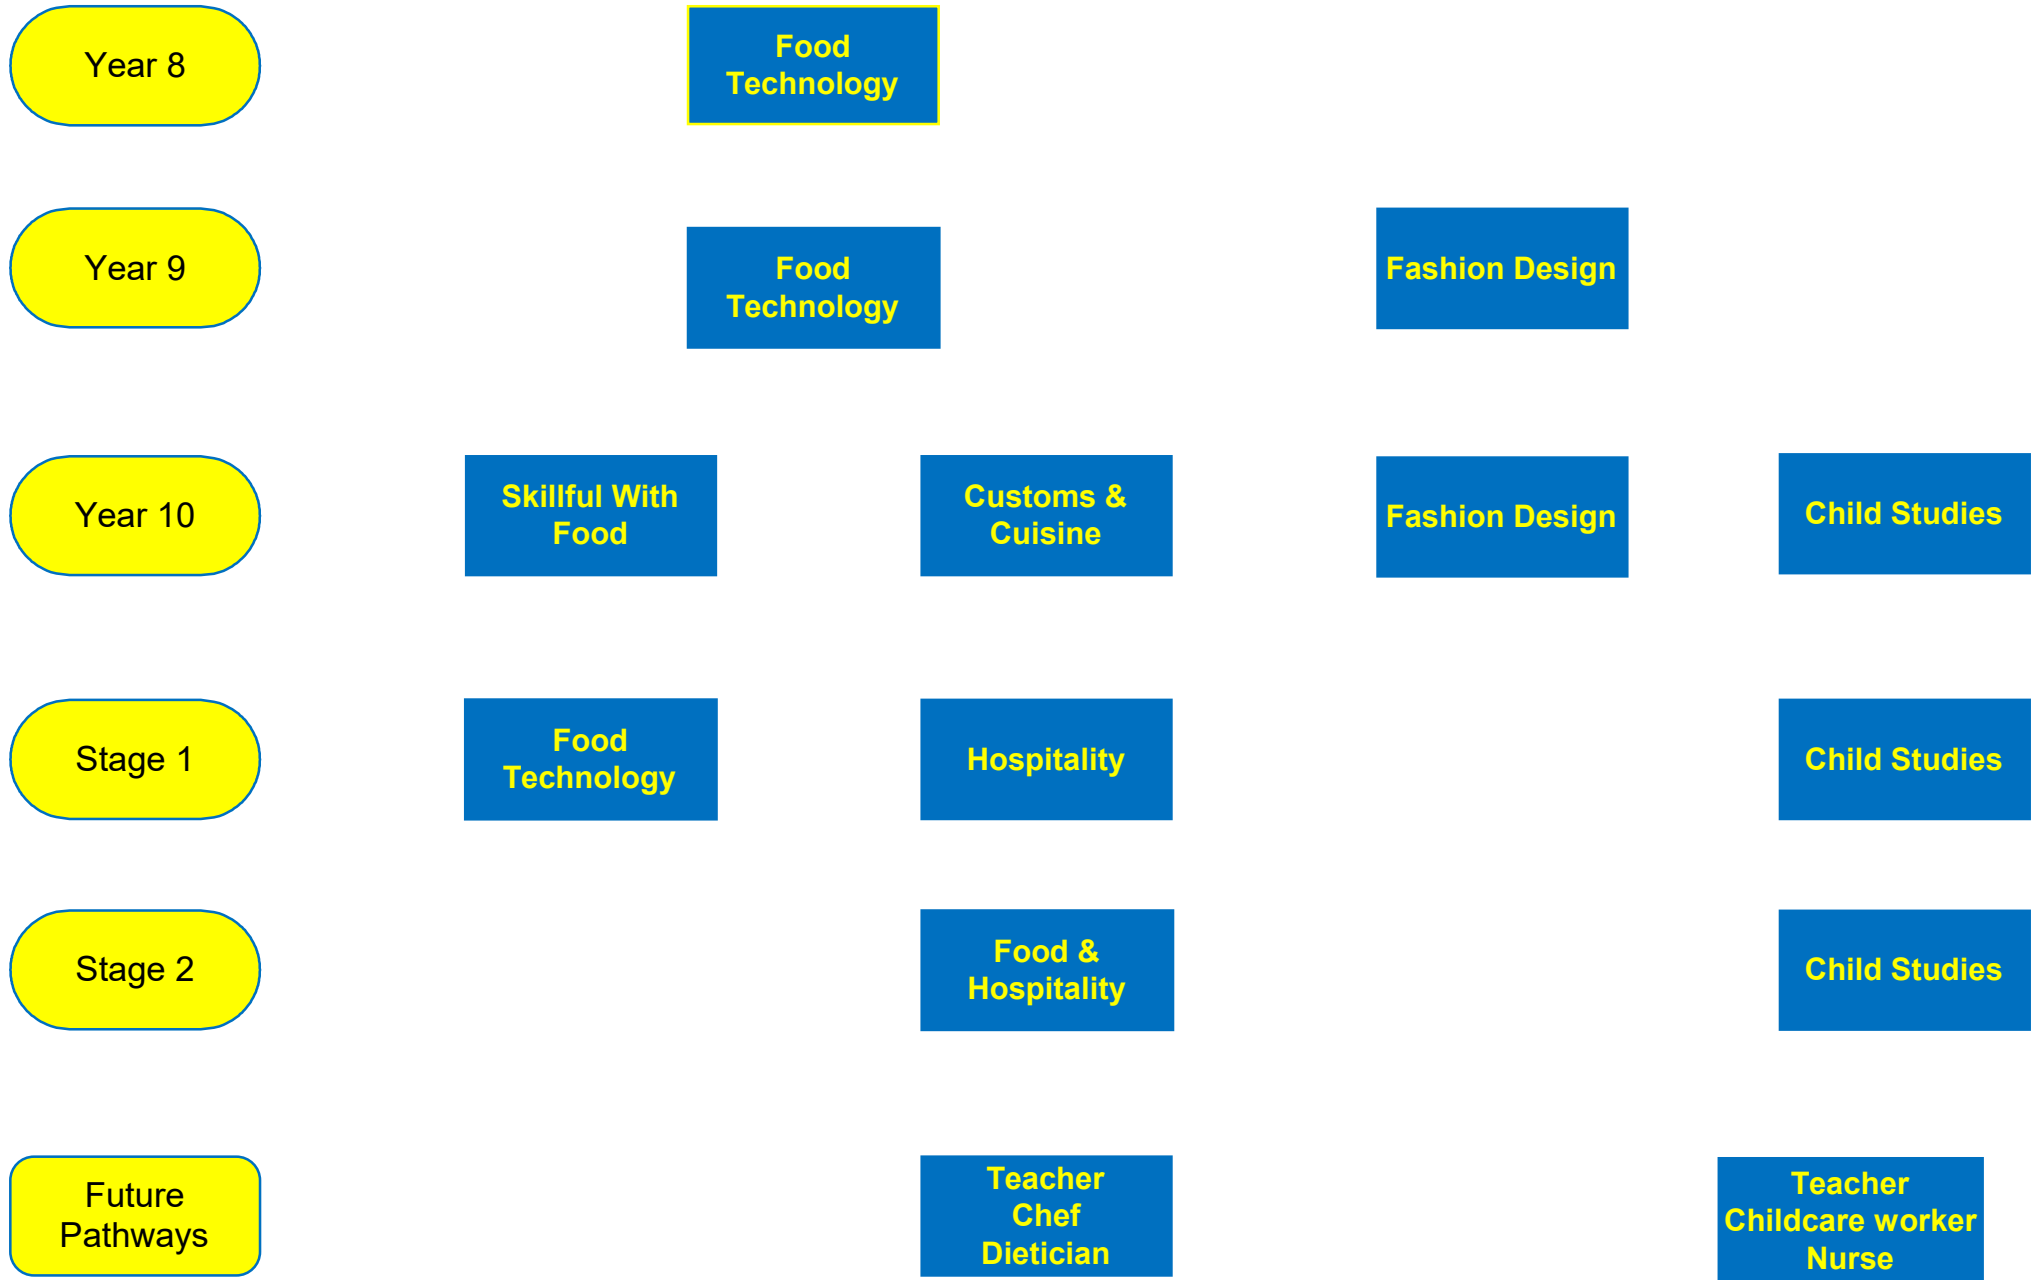 Year 8
Food
Technology
Year 9
Food
Technology
Fashion Design
Year 10
Skillful With
Food
Customs &
Cuisine
Fashion Design
Child Studies
Stage 1
Food
Technology
Hospitality
Child Studies
Stage 2
Food &
Hospitality
Child Studies
Future
Pathways
Teacher
Chef
Dietician
Teacher
Childcare worker
Nurse